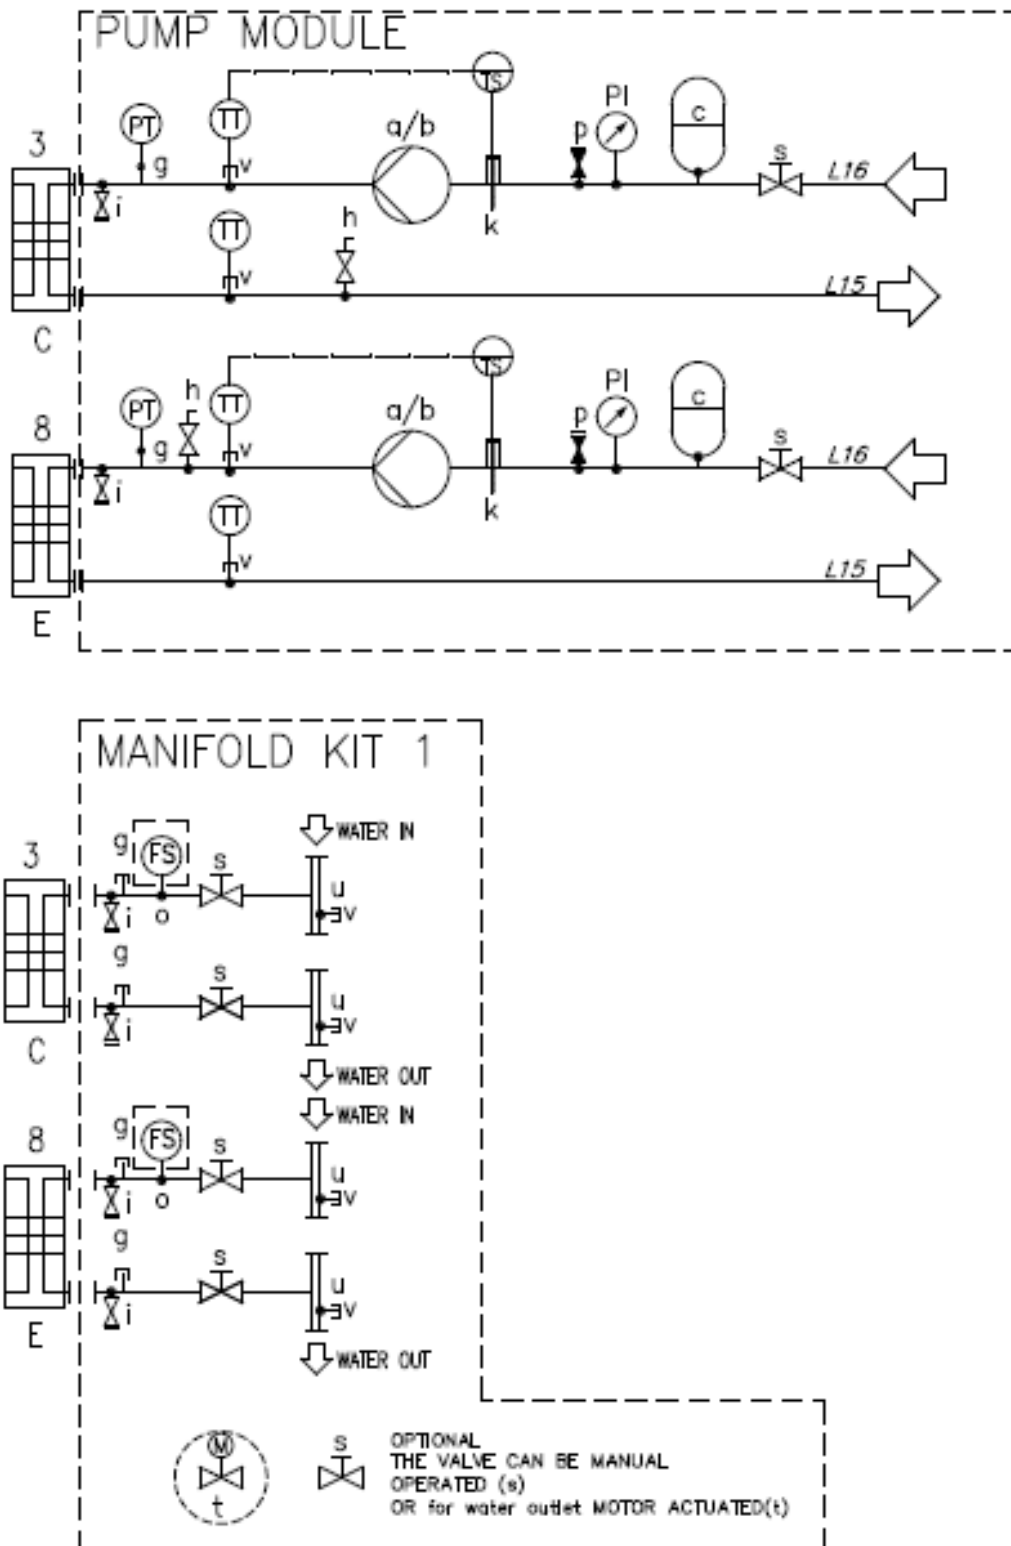 PUMP MODULE
TS
PI
c
PT
TT
a/b
p
s
3
g
v
L16
i
k
TT
h
v
L15
C
TS
PI
c
h
PT
TT
a/b
p
s
8
g
v
L16
i
k
TT
v
L15
E
MANIFOLD KIT 1
WATER IN
3
g
FS
s
u
v
i
o
g
s
u
v
i
C
WATER OUT
WATER IN
8
g
FS
s
u
v
i
o
g
s
u
v
i
E
WATER OUT
M
t
s
OPTIONAL
THE VALVE CAN BE MANUAL
OPERATED (s)
OR for water outlet MOTOR ACTUATED(t)